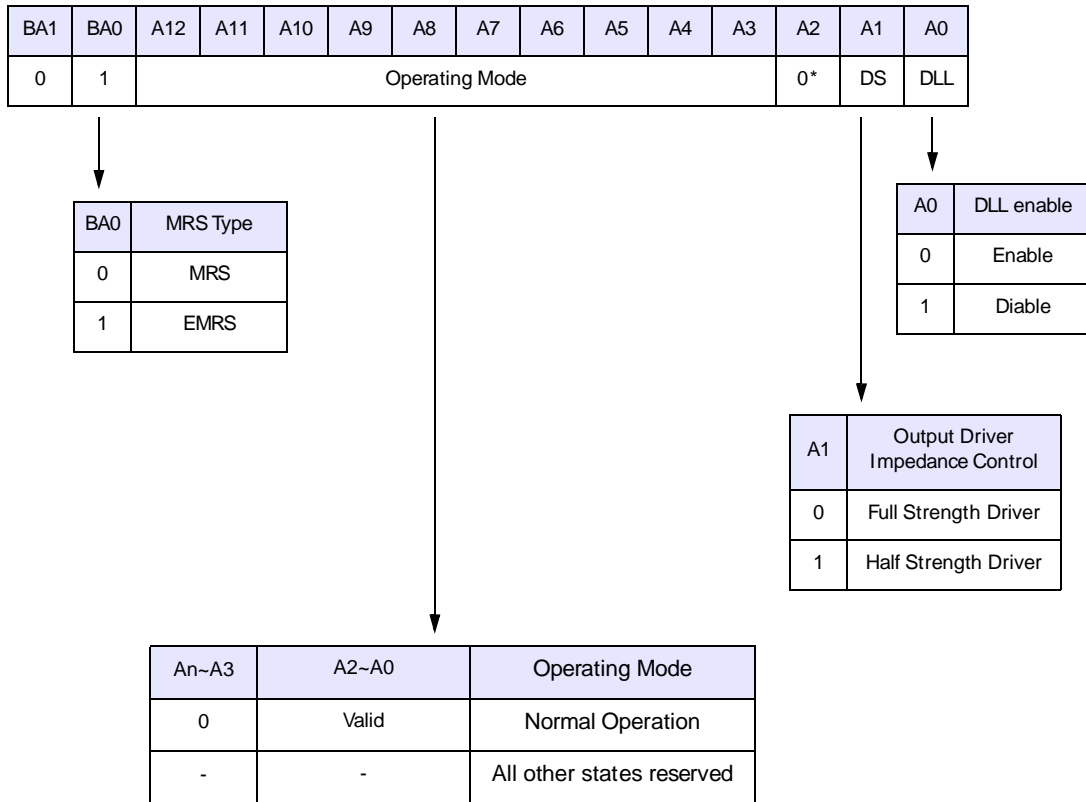 BA1 BA0 A12 A11 A10 A9 A8 A7 A6 A5 A4 A3 A2 A1 A0
0 1 Operating Mode 0* DS DLL
BA0 MRS Type
0 MRS
1 EMRS
A0 DLL enable
0 Enable
1 Diable
A1 Output Driver
Impedance Control
0 Full Strength Driver
1 Half Strength Driver
An~A3 A2~A0 Operating Mode
0 Valid Normal Operation
- - All other states reserved